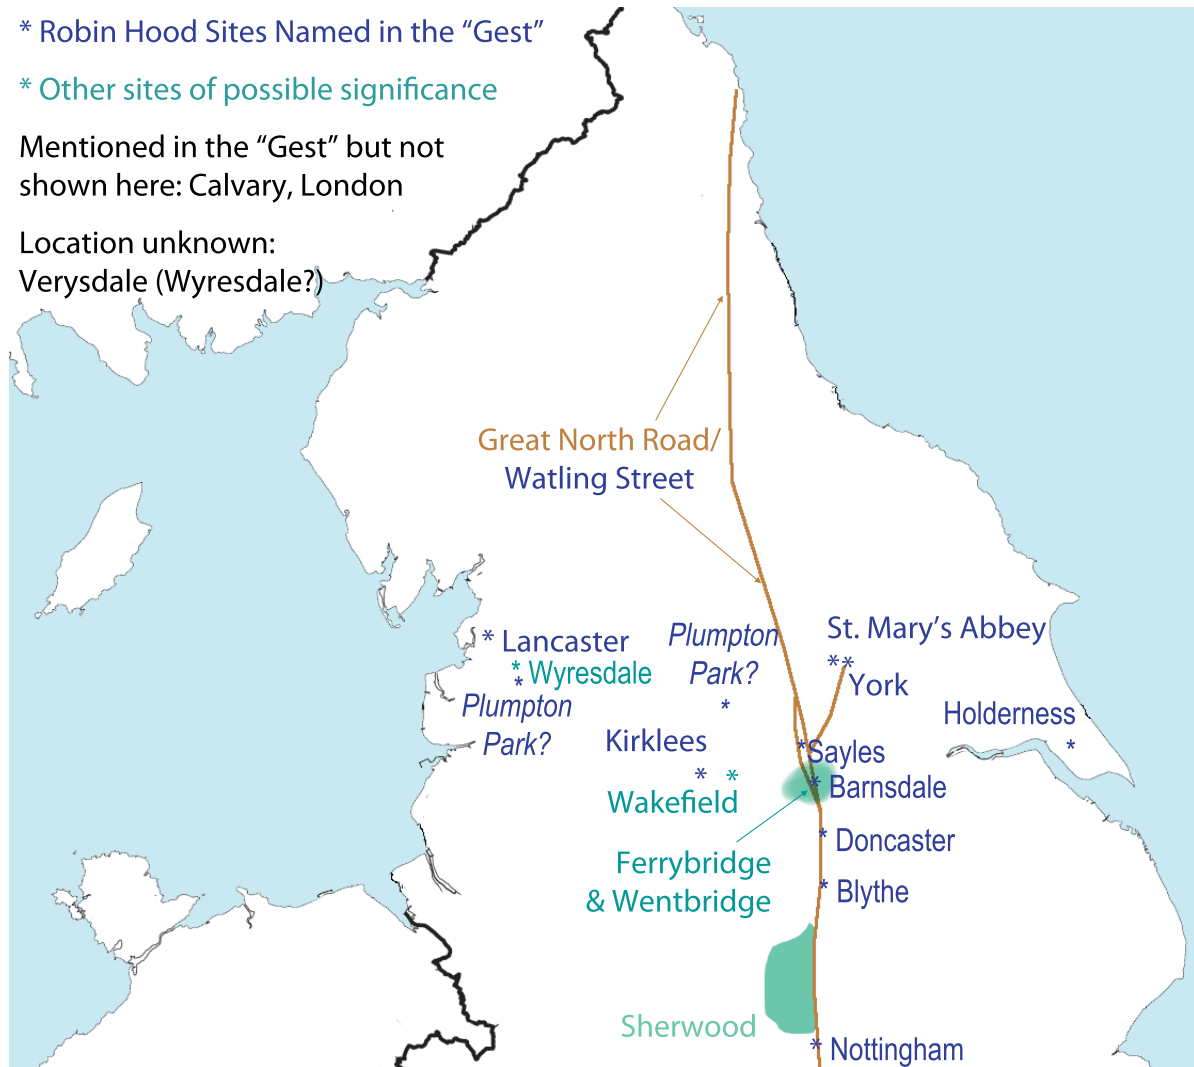 * Robin Hood Sites Named in the “Gest”
* Other sites of possible significance
Mentioned in the “Gest” but not
shown here: Calvary, London
Location unknown:
Verysdale (Wyresdale?)
Great North Road/
Watling Street
* Lancaster
* Wyresdale
*
Plumpton
Park?
Plumpton
Park?
*
St. Mary’s Abbey
**
York
Holderness
*
Kirklees
*
*
Wakefield
*Sayles
* Barnsdale
Ferrybridge
& Wentbridge
* Doncaster
* Blythe
Sherwood
* Nottingham